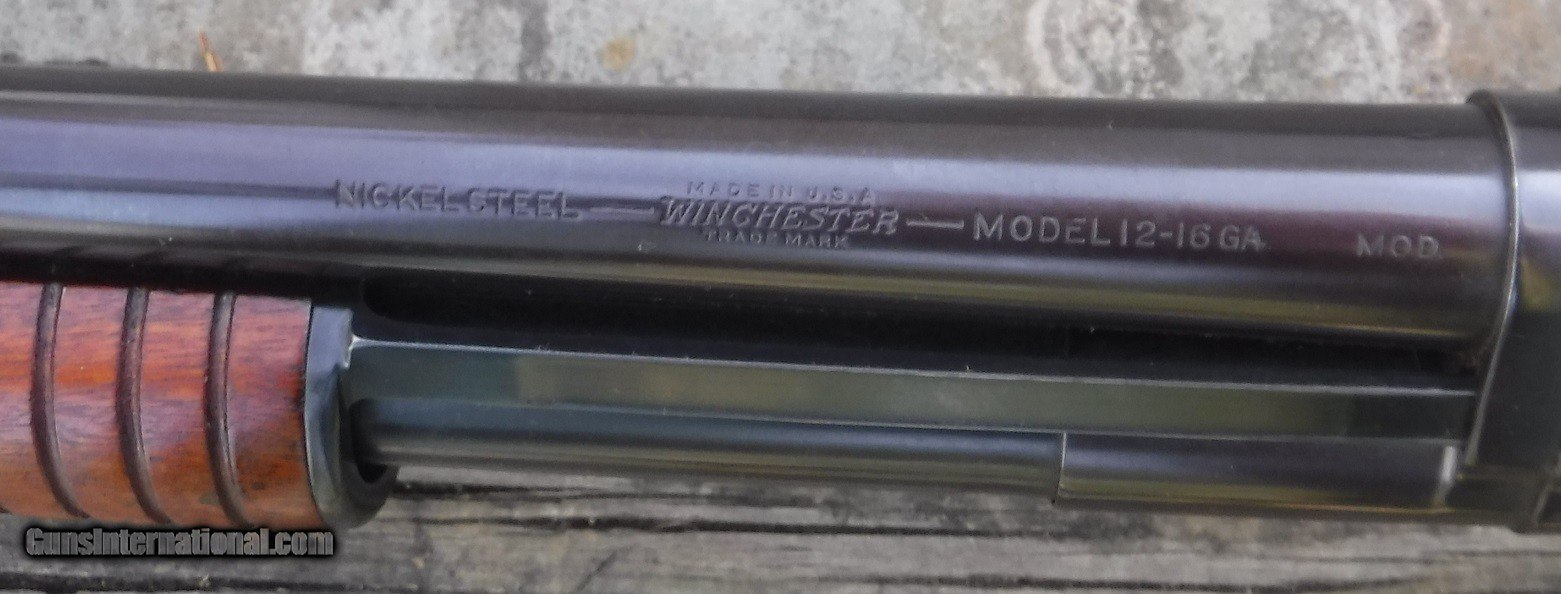 MADE IN U.S.A
NICKEL STEEL — WINCHESTER — MODEL 12-16 GA. MOD.
TRADE MARK
GunsInternational.com